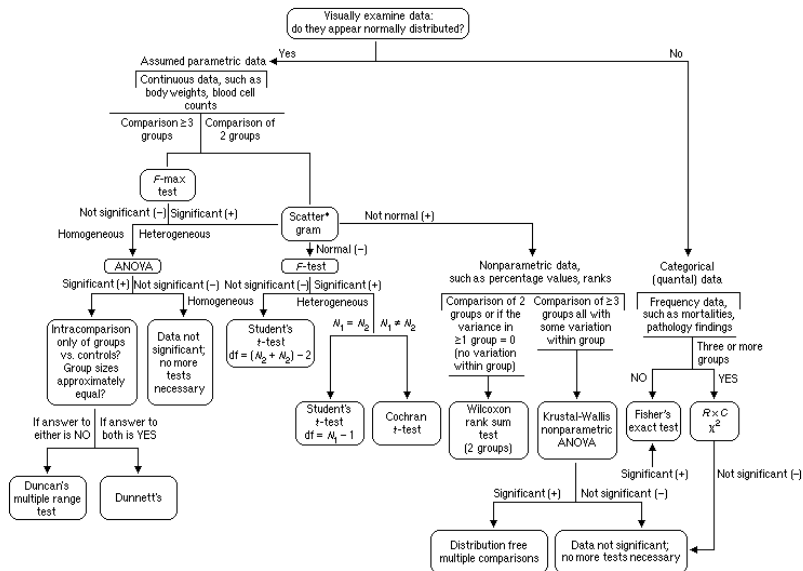 Visually examine data:
do they appear normally distributed?
Yes
No
Assumed parametric data
Continuous data, such as
body weights, blood cell
counts
Comparison ≥3
groups
Comparison of
2 groups
F-max
test
Not significant (−)
Significant (+)
Homogeneous
Heterogeneous
Scatter*
gram
Not normal (+)
Normal (−)
ANOYA
F-test
Significant (+)
Not significant (−)
Homogeneous
Not significant (−)
Significant (+)
Heterogeneous
Intracomparison
only of groups
vs. controls?
Group sizes
approximately
equal?
Data not
significant;
no more
tests
necessary
Student's
t-test
df = (N₂ + N₂) − 2
N₁ = N₂
N₁ ≠ N₂
Student's
t-test
df = N₁ − 1
Cochran
t-test
If answer to
either is NO
If answer to
both is YES
Duncan's
multiple range
test
Dunnett's
Nonparametric data,
such as percentage values, ranks
Comparison of 2
groups or if the
variance in
≥1 group = 0
(no variation
within group)
Comparison of ≥3
groups all with
some variation
within group
Wilcoxon
rank sum
test
(2 groups)
Krustal-Wallis
nonparametric
ANOYA
Significant (+)
Not significant (−)
Distribution free
multiple comparisons
Data not significant;
no more tests necessary
Categorical
(quantal) data
Frequency data,
such as mortalities,
pathology findings
Three or more
groups
NO
YES
Fisher's
exact test
R × C
χ²
Significant (+)
Not significant (−)